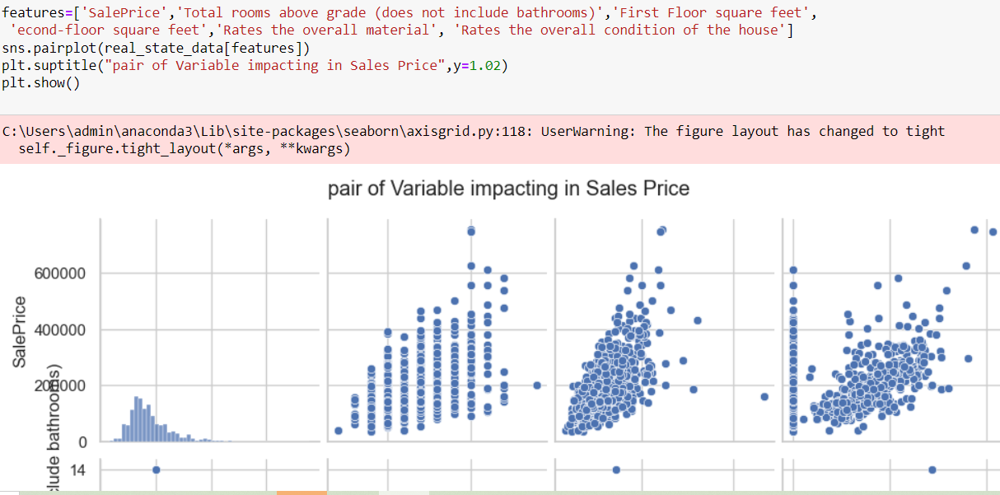 features=['SalePrice','Total rooms above grade (does not include bathrooms)','First Floor square feet',
'econd-floor square feet','Rates the overall material', 'Rates the overall condition of the house']
sns.pairplot(real_state_data[features])
plt.suptitle("pair of Variable impacting in Sales Price",y=1.02)
plt.show()
C:\Users\admin\anaconda3\Lib\site-packages\seaborn\axisgrid.py:118: UserWarning: The figure layout has changed to tight
self._figure.tight_layout(*args, **kwargs)
pair of Variable impacting in Sales Price
SalePrice
600000
400000
200000
0
clude bathrooms)
14